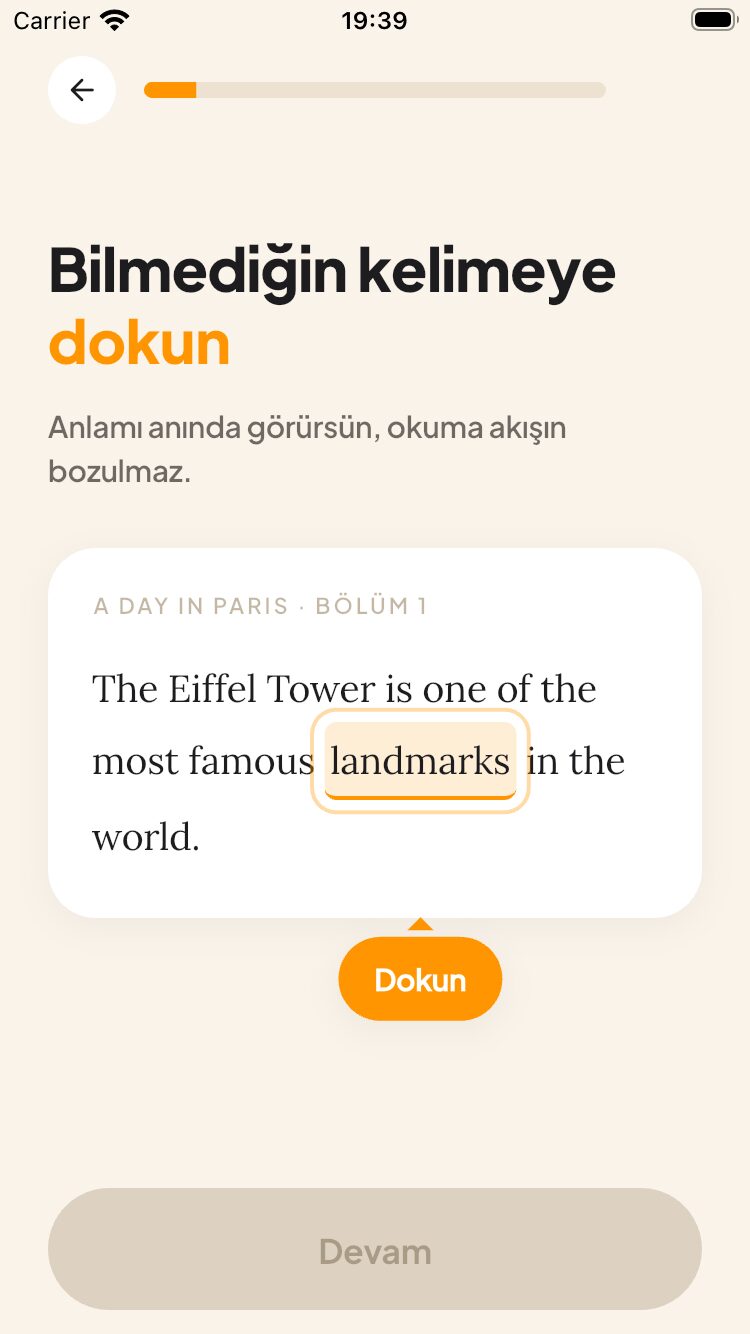 Carrier 19:39
Bilmediğin kelimeye
dokun
Anlamı anında görürsün, okuma akışın
bozulmaz.
A DAY IN PARIS · BÖLÜM 1
The Eiffel Tower is one of the
most famous landmarks in the
world.
Dokun
Devam